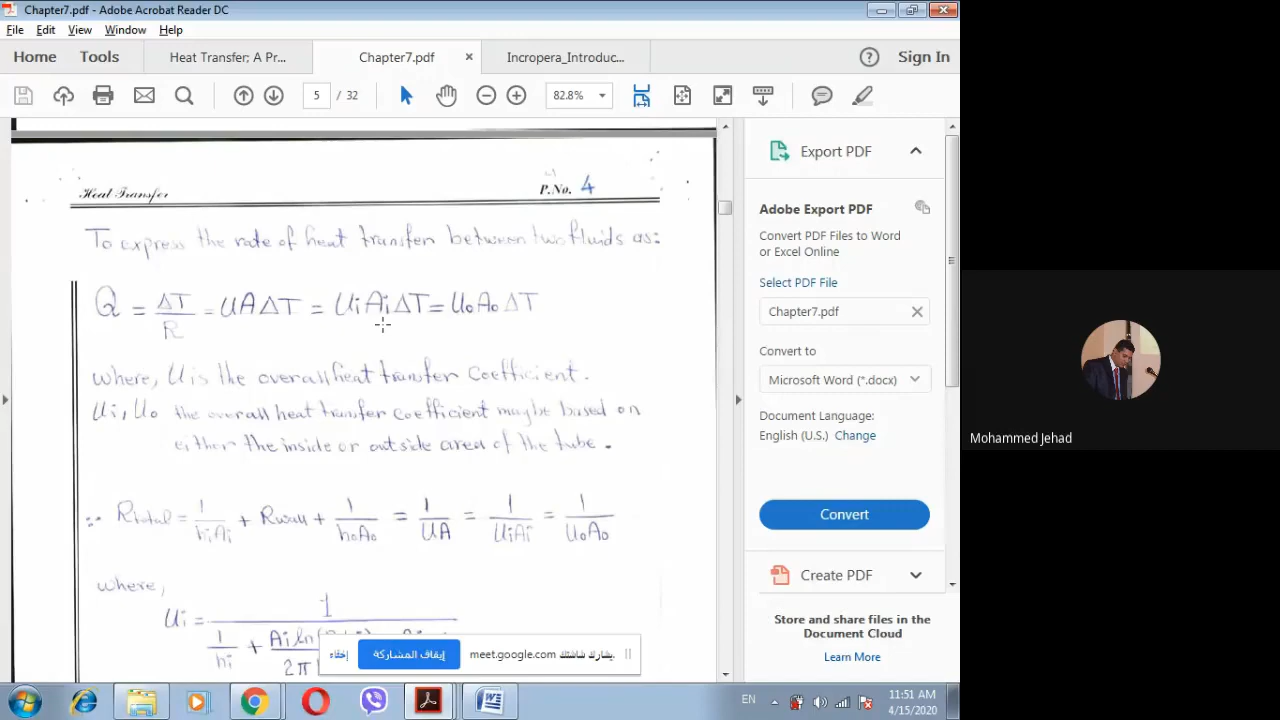 Chapter7.pdf - Adobe Acrobat Reader DC
File Edit View Window Help
Home Tools Heat Transfer; A Pr... Chapter7.pdf × Incropera_Introduc... Sign In
5 / 32 82.8%
Heat Transfer P.No. 4
To express the rate of heat transfer between two fluids as:
Q = ΔT/R = UAΔT = UiAiΔT = UoAoΔT
where, U is the overall heat transfer coefficient.
Ui, Uo the overall heat transfer coefficient may be based on
either the inside or outside area of the tube.
∵ Rtotal = 1/hiAi + Rwall + 1/hoAo = 1/UA = 1/UiAi = 1/UoAo
where,
Ui = 1
1/hi + Ai ln(
2π
Export PDF
Adobe Export PDF
Convert PDF Files to Word
or Excel Online
Select PDF File
Chapter7.pdf
Convert to
Microsoft Word (*.docx)
Document Language:
English (U.S.) Change
Convert
Create PDF
Store and share files in the
Document Cloud
Learn More
meet.google.com يشارك شاشتك. إيقاف المشاركة إخفاء
EN 11:51 AM
4/15/2020
Mohammed Jehad